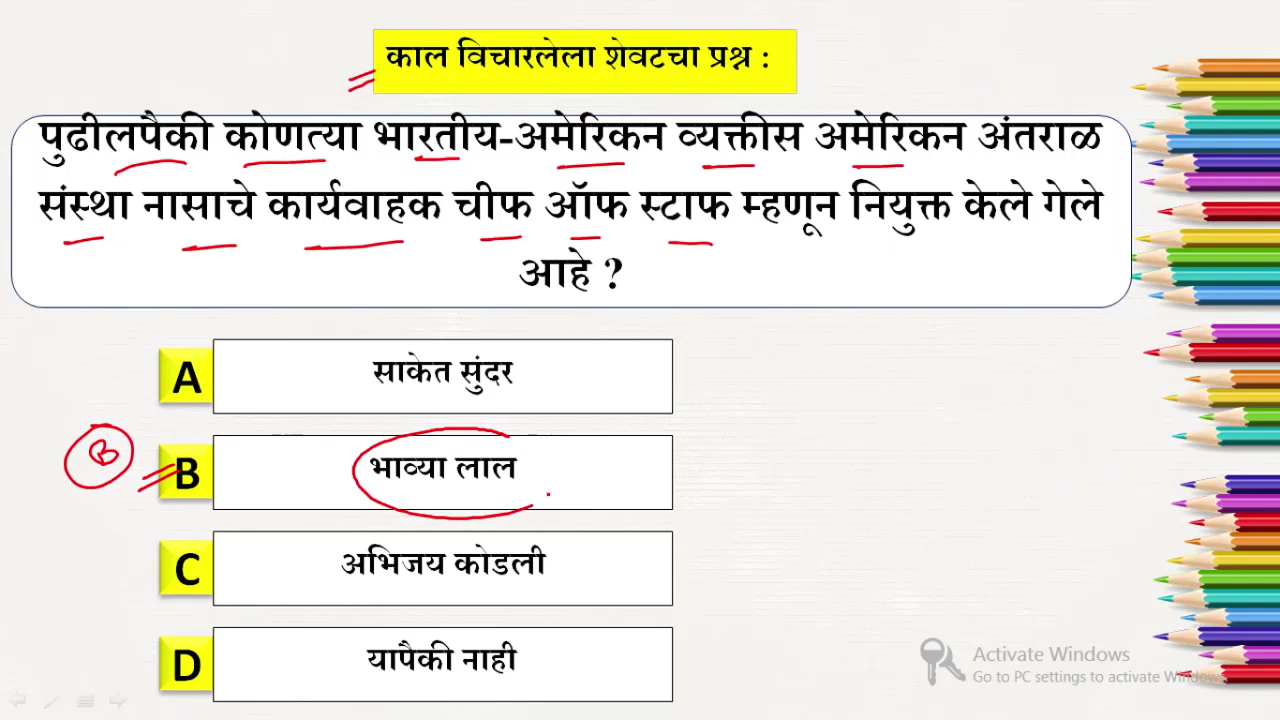 काल विचारलेला शेवटचा प्रश्न :
पुढीलपैकी कोणत्या भारतीय-अमेरिकन व्यक्तीस अमेरिकन अंतराळ
संस्था नासाचे कार्यवाहक चीफ ऑफ स्टाफ म्हणून नियुक्त केले गेले
आहे ?
A साकेत सुंदर
B B भाव्या लाल
C अभिजय कोडली
D यापैकी नाही
Activate Windows
Go to PC settings to activate Windows.